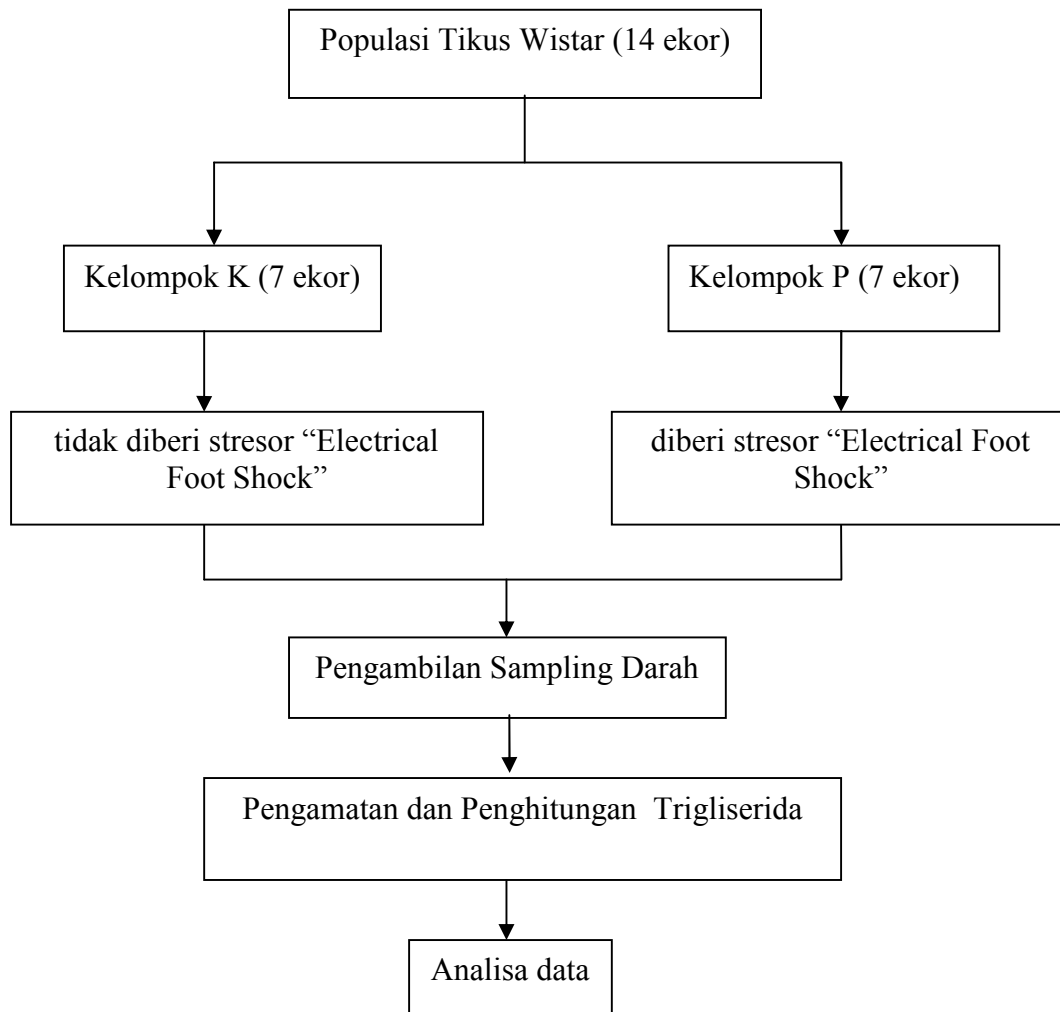 Populasi Tikus Wistar (14 ekor)
Kelompok K (7 ekor)
Kelompok P (7 ekor)
tidak diberi stresor “Electrical
Foot Shock”
diberi stresor “Electrical Foot
Shock”
Pengambilan Sampling Darah
Pengamatan dan Penghitungan Trigliserida
Analisa data